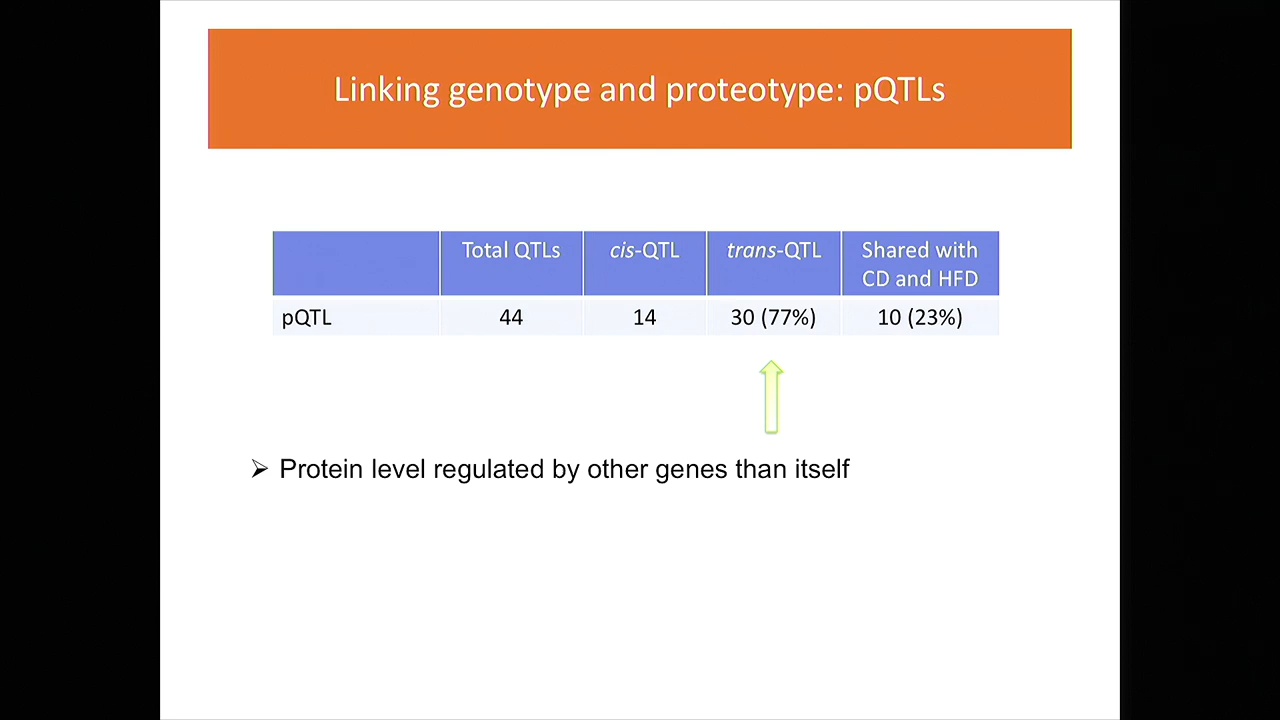 Linking genotype and proteotype: pQTLs
Total QTLs cis-QTL trans-QTL Shared with CD and HFD
pQTL 44 14 30 (77%) 10 (23%)
➢ Protein level regulated by other genes than itself